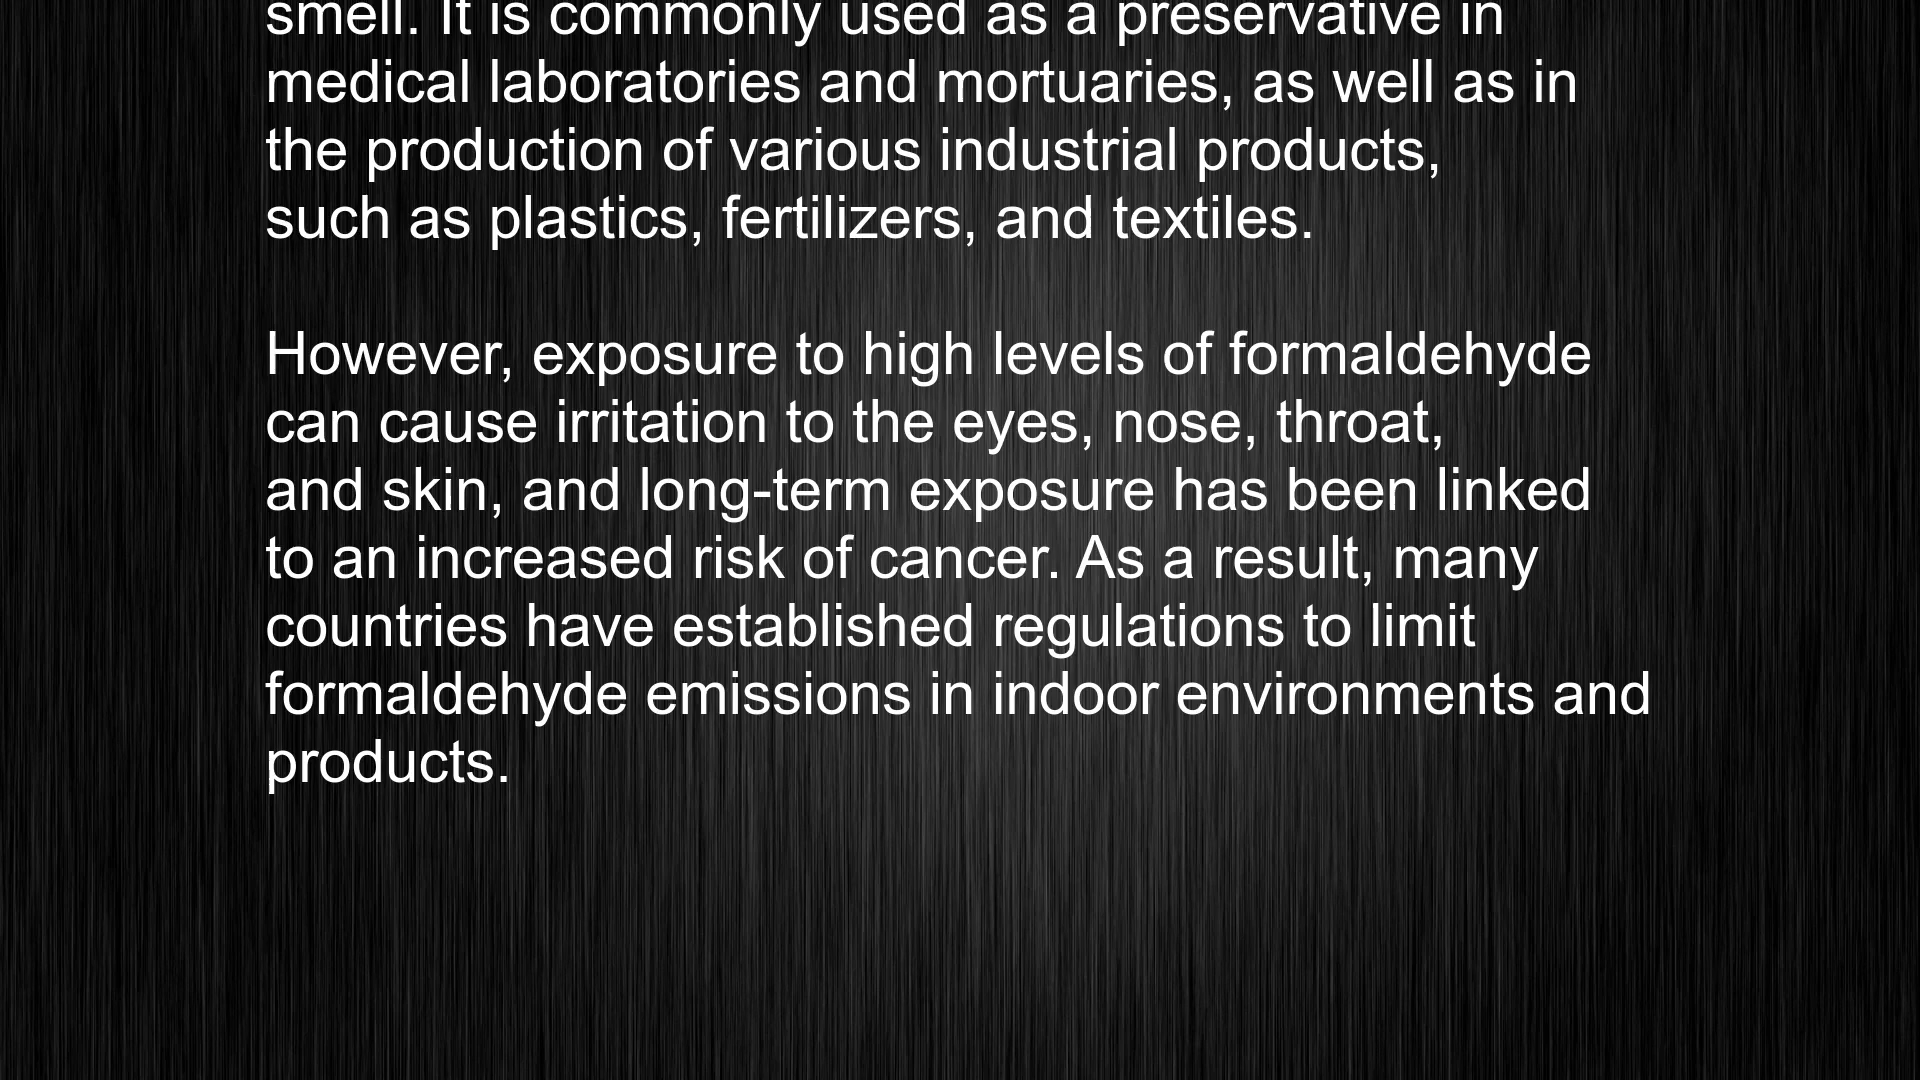 smell. It is commonly used as a preservative in
medical laboratories and mortuaries, as well as in
the production of various industrial products,
such as plastics, fertilizers, and textiles.
However, exposure to high levels of formaldehyde
can cause irritation to the eyes, nose, throat,
and skin, and long-term exposure has been linked
to an increased risk of cancer. As a result, many
countries have established regulations to limit
formaldehyde emissions in indoor environments and
products.